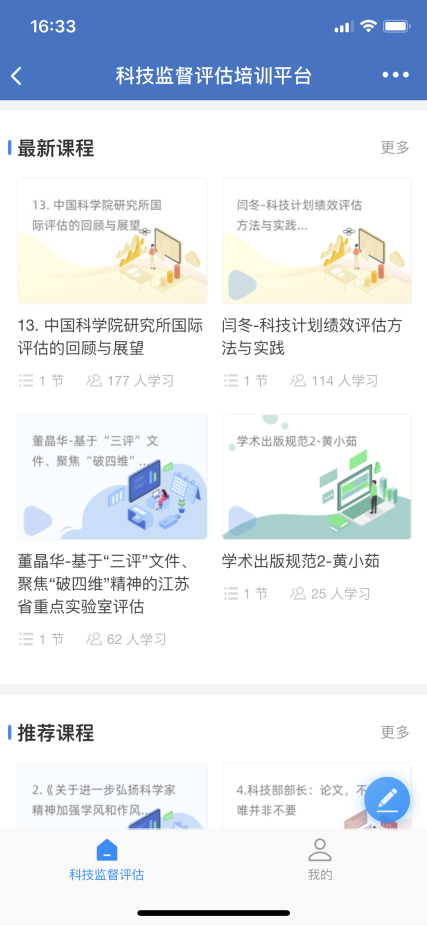 16:33
科技监督评估培训平台
最新课程
更多
13. 中国科学院研究所国
际评估的回顾与展望
闫冬-科技计划绩效评估
方法与实践...
13. 中国科学院研究所国际
评估的回顾与展望
闫冬-科技计划绩效评估方
法与实践
1 节
177 人学习
1 节
114 人学习
董晶华-基于“三评”文
件、聚焦“破四维”...
学术出版规范2-黄小茹
董晶华-基于“三评”文件、
聚焦“破四维”精神的江苏
省重点实验室评估
学术出版规范2-黄小茹
1 节
25 人学习
1 节
62 人学习
推荐课程
更多
2.《关于进一步弘扬科学家
精神加强学风和作风...
4.科技部部长：论文，不
唯并非不要
科技监督评估
我的